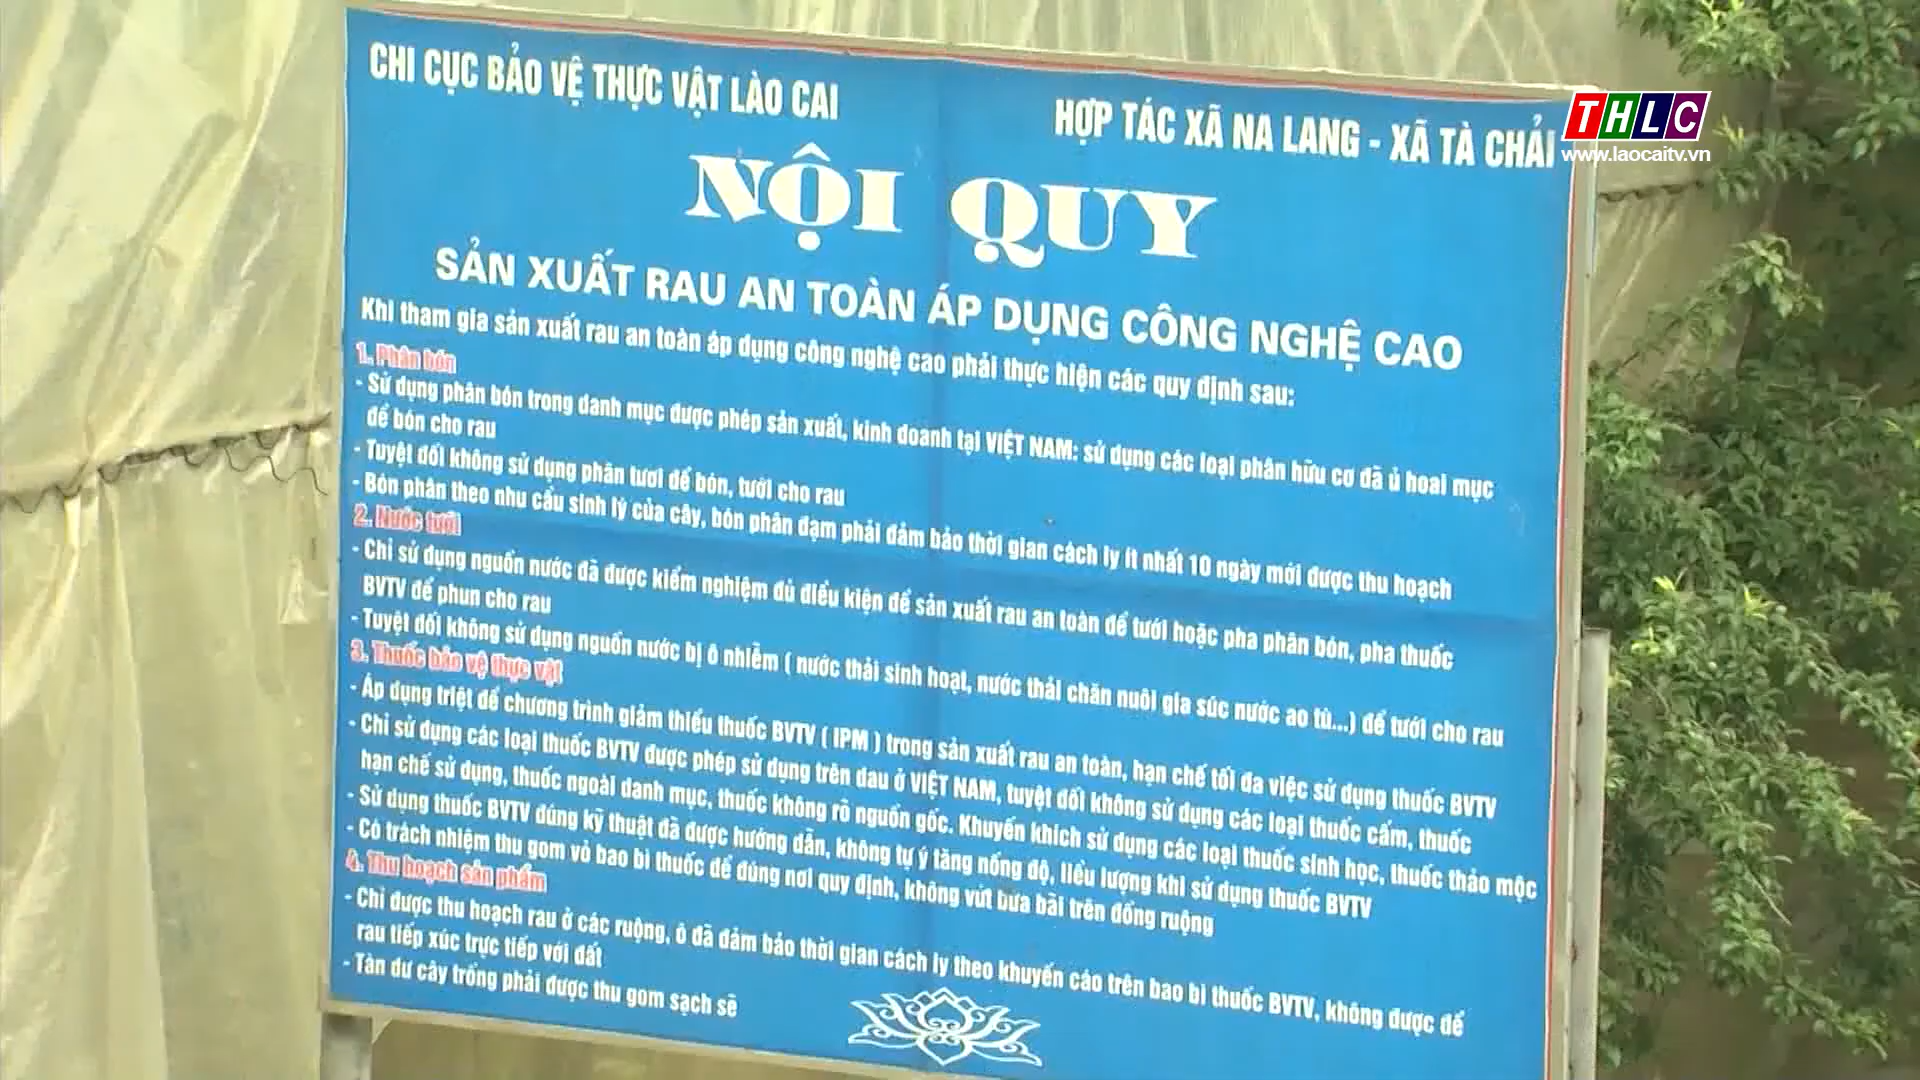 CHI CỤC BẢO VỆ THỰC VẬT LÀO CAI
HỢP TÁC XÃ NA LANG - XÃ TÀ CHẢI
THLC
www.laocaitv.vn
NỘI QUY
SẢN XUẤT RAU AN TOÀN ÁP DỤNG CÔNG NGHỆ CAO
Khi tham gia sản xuất rau an toàn áp dụng công nghệ cao phải thực hiện các quy định sau:
1. Phân bón
- Sử dụng phân bón trong danh mục được phép sản xuất, kinh doanh tại VIỆT NAM: sử dụng các loại phân hữu cơ đã ủ hoai mục
để bón cho rau
- Tuyệt đối không sử dụng phân tươi để bón, tưới cho rau
- Bón phân theo nhu cầu sinh lý của cây, bón phân đạm phải đảm bảo thời gian cách ly ít nhất 10 ngày mới được thu hoạch
2. Nước tưới
- Chỉ sử dụng nguồn nước đã được kiểm nghiệm đủ điều kiện để sản xuất rau an toàn để tưới hoặc pha phân bón, pha thuốc
BVTV để phun cho rau
- Tuyệt đối không sử dụng nguồn nước bị ô nhiễm ( nước thải sinh hoạt, nước thải chăn nuôi gia súc nước ao tù...) để tưới cho rau
3. Thuốc bảo vệ thực vật
- Áp dụng triệt để chương trình giảm thiểu thuốc BVTV ( IPM ) trong sản xuất rau an toàn, hạn chế tối đa việc sử dụng thuốc BVTV
- Chỉ sử dụng các loại thuốc BVTV được phép sử dụng trên dau ở VIỆT NAM, tuyệt đối không sử dụng các loại thuốc cấm, thuốc
hạn chế sử dụng, thuốc ngoài danh mục, thuốc không rõ nguồn gốc. Khuyến khích sử dụng các loại thuốc sinh học, thuốc thảo mộc
- Sử dụng thuốc BVTV đúng kỹ thuật đã được hướng dẫn, không tự ý tăng nồng độ, liều lượng khi sử dụng thuốc BVTV
- Có trách nhiệm thu gom vỏ bao bì thuốc để đúng nơi quy định, không vứt bừa bãi trên đồng ruộng
4. Thu hoạch sản phẩm
- Chỉ được thu hoạch rau ở các ruộng, ô đã đảm bảo thời gian cách ly theo khuyến cáo trên bao bì thuốc BVTV, không được để
rau tiếp xúc trực tiếp với đất
- Tàn dư cây trồng phải được thu gom sạch sẽ